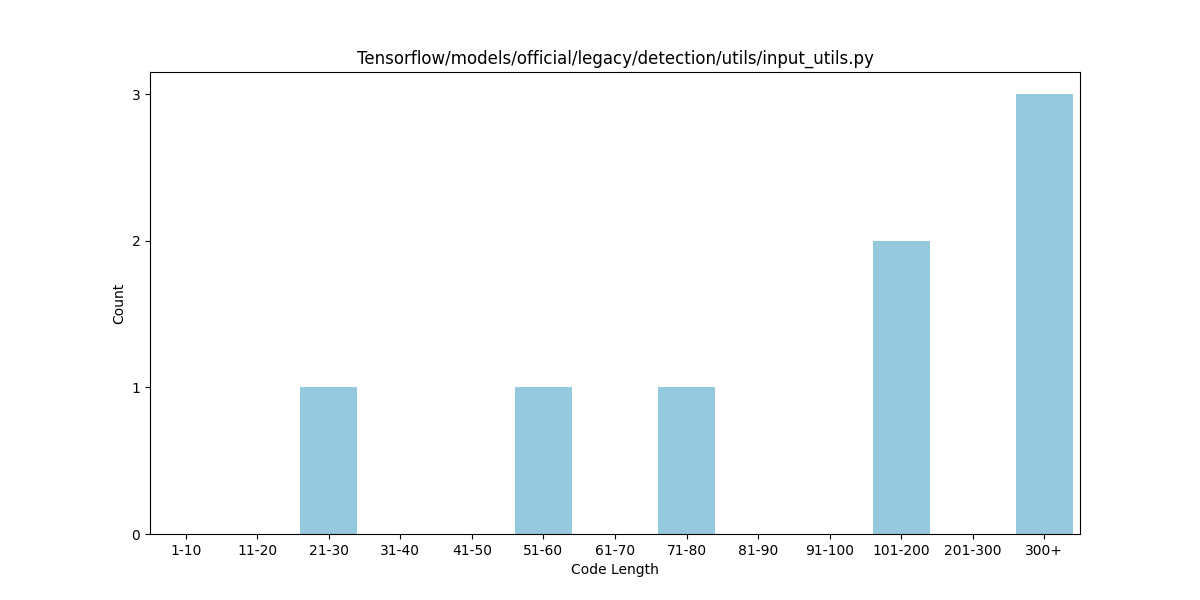 Tensorflow/models/official/legacy/detection/utils/input_utils.py
3
2
1
0
Count
1-10 11-20 21-30 31-40 41-50 51-60 61-70 71-80 81-90 91-100 101-200 201-300 300+
Code Length